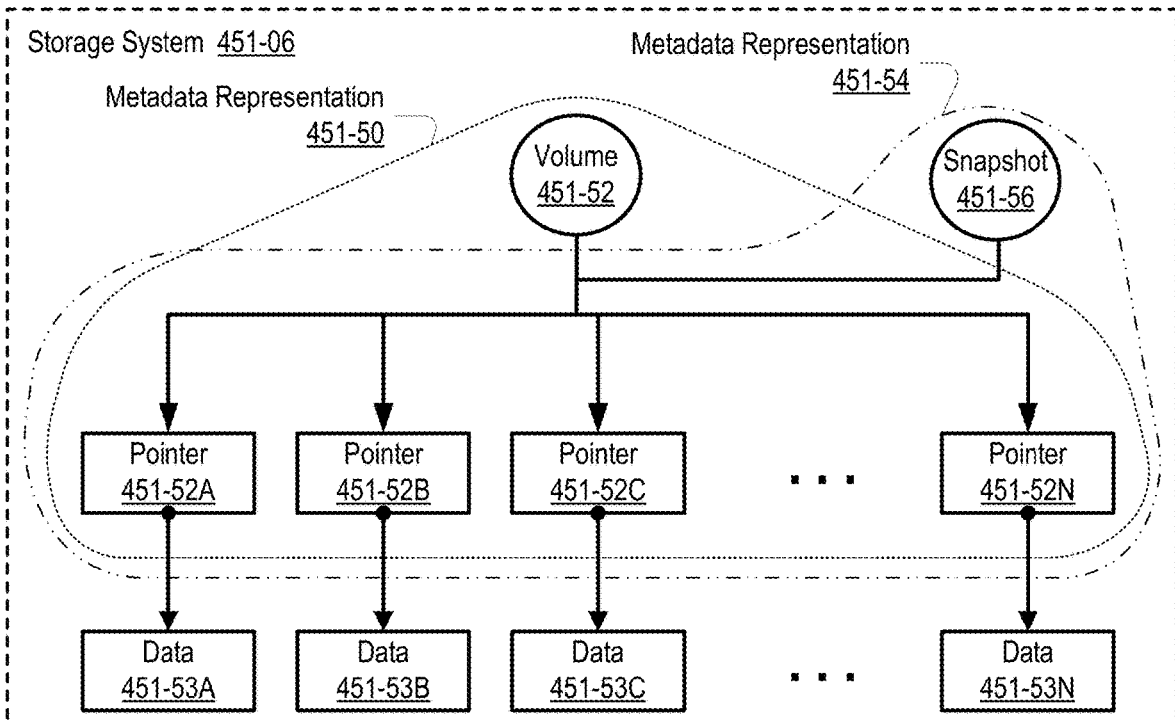 Storage System 451-06
Metadata Representation
451-54
Metadata Representation
451-50
Volume
451-52
Snapshot
451-56
Pointer
451-52A
Pointer
451-52B
Pointer
451-52C
. . .
Pointer
451-52N
Data
451-53A
Data
451-53B
Data
451-53C
. . .
Data
451-53N